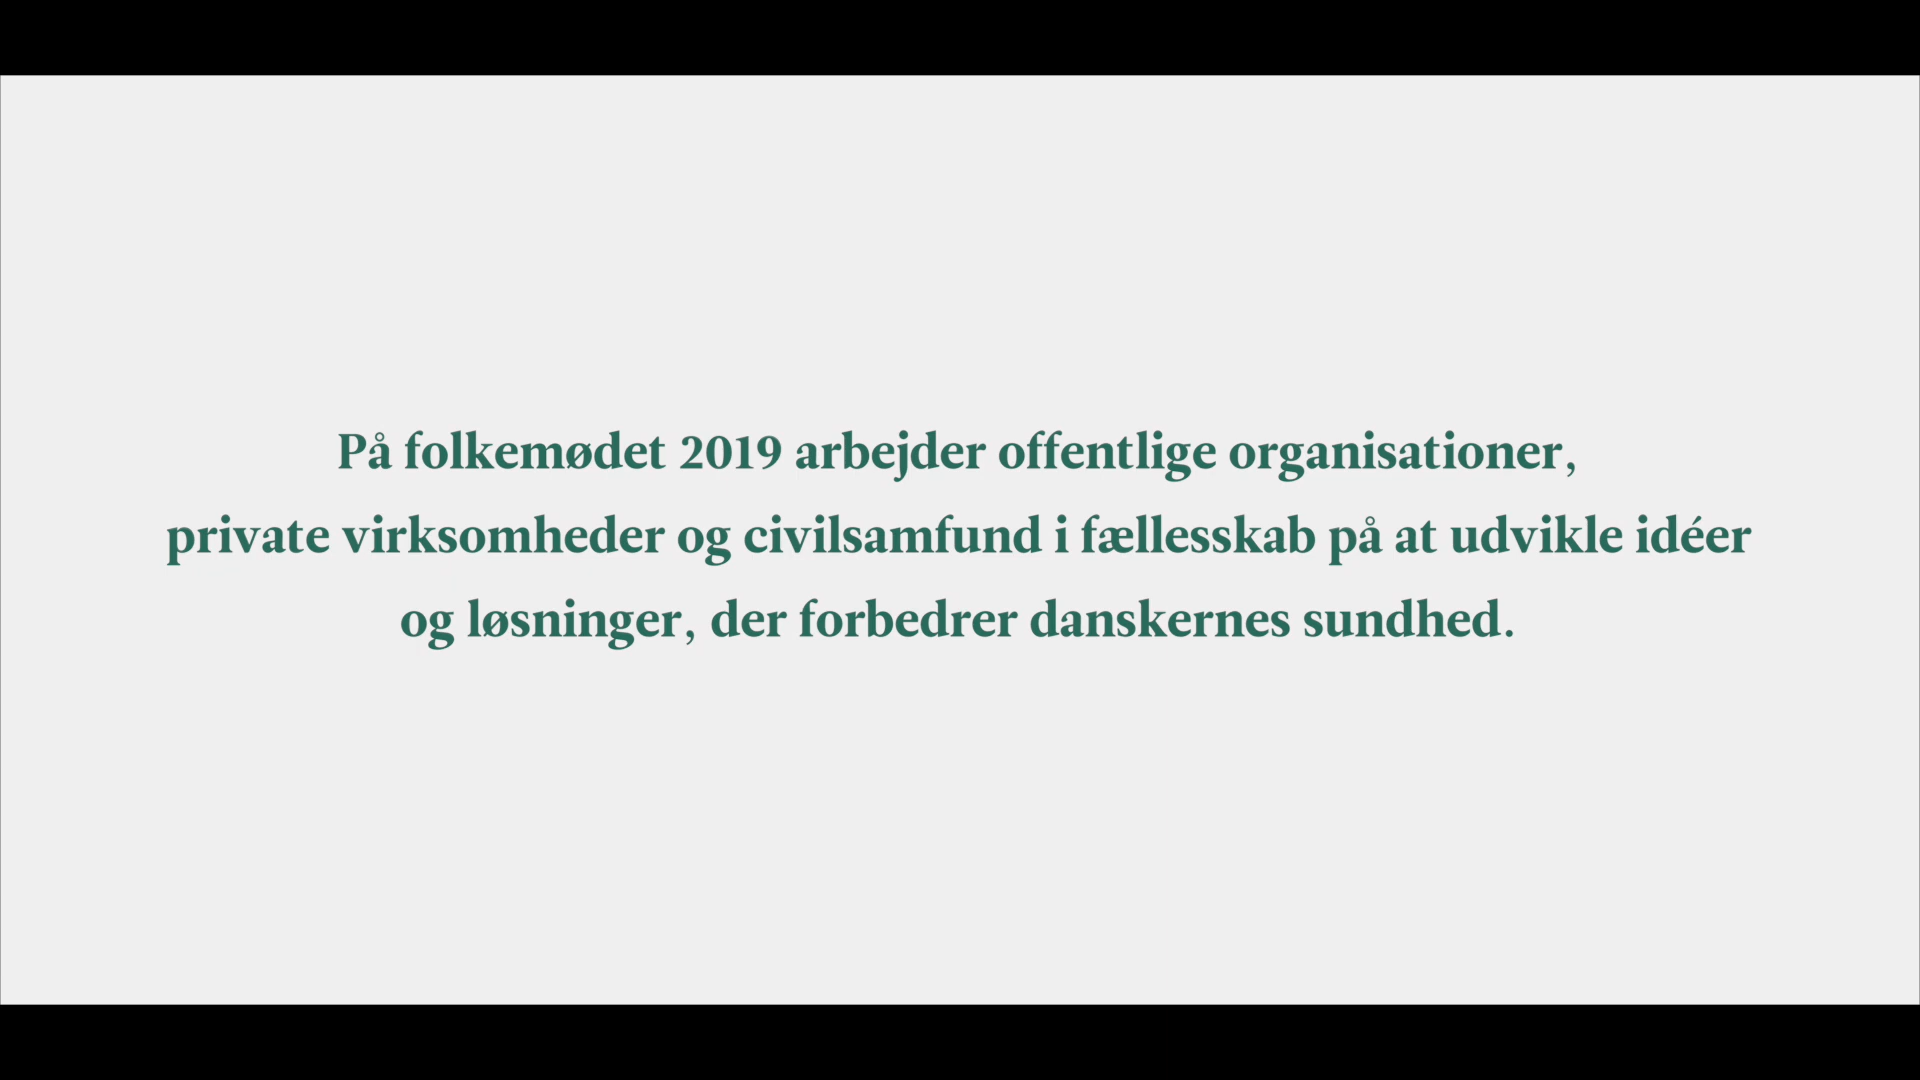 På folkemødet 2019 arbejder offentlige organisationer,
private virksomheder og civilsamfund i fællesskab på at udvikle idéer
og løsninger, der forbedrer danskernes sundhed.